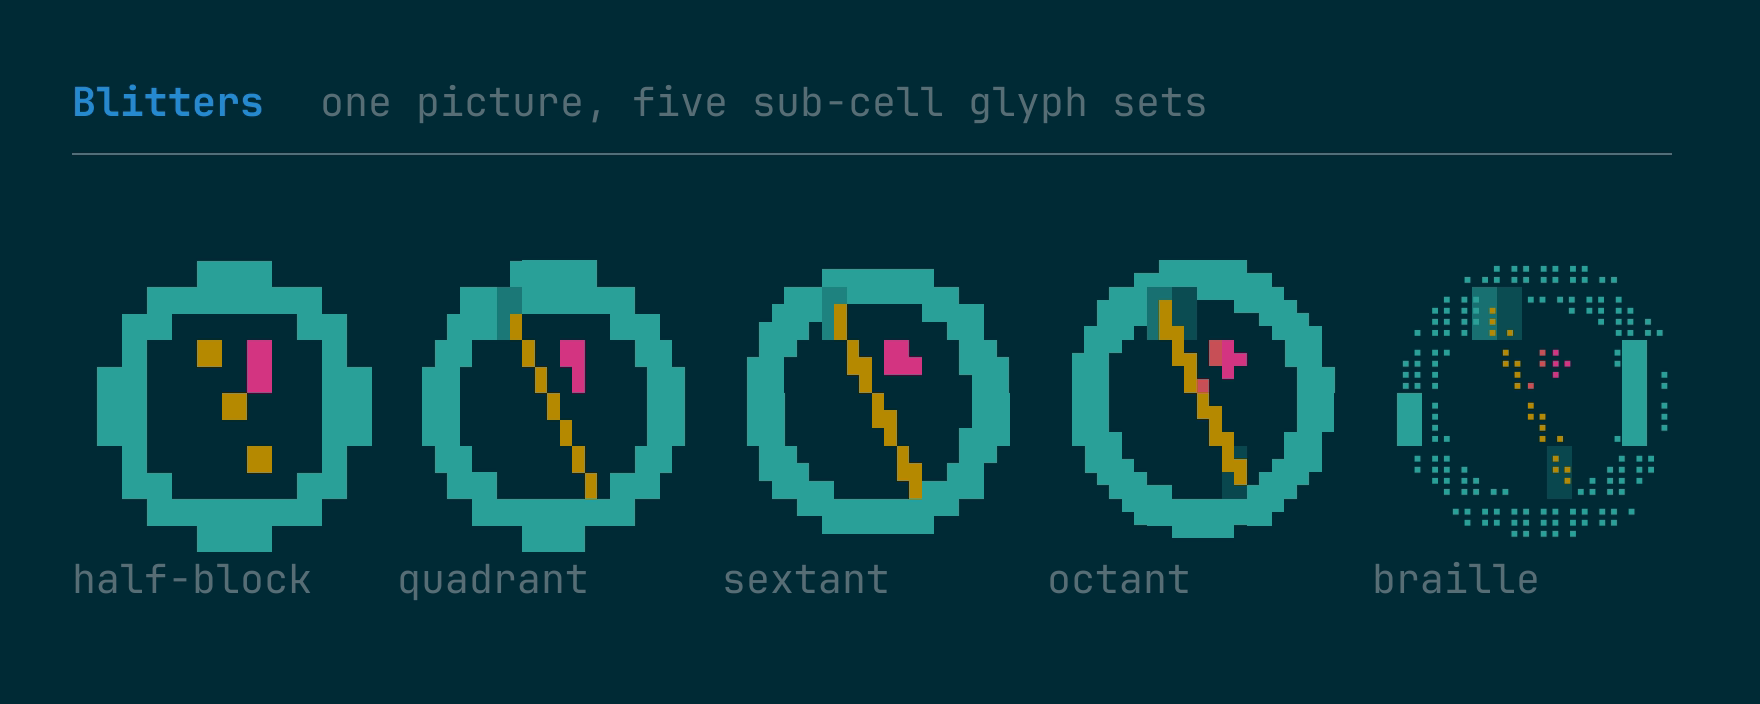 Blitters one picture, five sub-cell glyph sets
half-block quadrant sextant octant braille